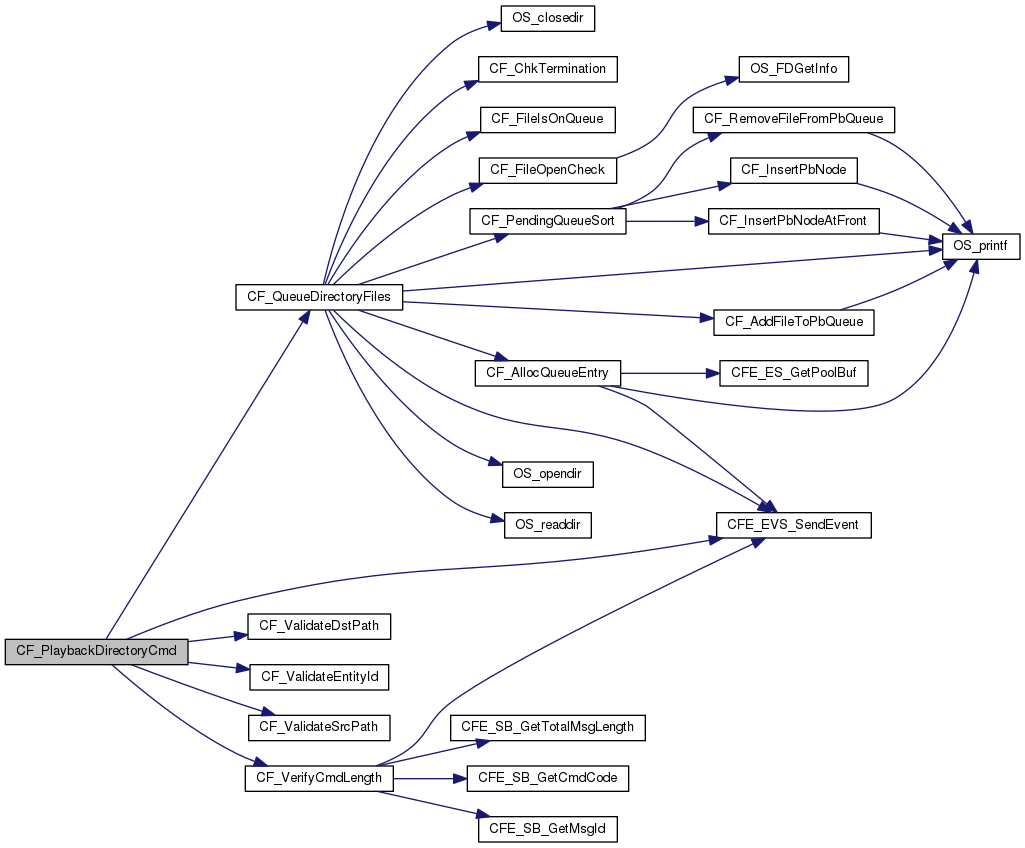 OS_closedir
CF_ChkTermination
OS_FDGetInfo
CF_FileIsOnQueue
CF_RemoveFileFromPbQueue
CF_FileOpenCheck
CF_InsertPbNode
CF_PendingQueueSort
CF_InsertPbNodeAtFront
OS_printf
CF_QueueDirectoryFiles
CF_AddFileToPbQueue
CF_AllocQueueEntry
CFE_ES_GetPoolBuf
OS_opendir
OS_readdir
CFE_EVS_SendEvent
CF_ValidateDstPath
CF_PlaybackDirectoryCmd
CF_ValidateEntityId
CF_ValidateSrcPath
CFE_SB_GetTotalMsgLength
CF_VerifyCmdLength
CFE_SB_GetCmdCode
CFE_SB_GetMsgId